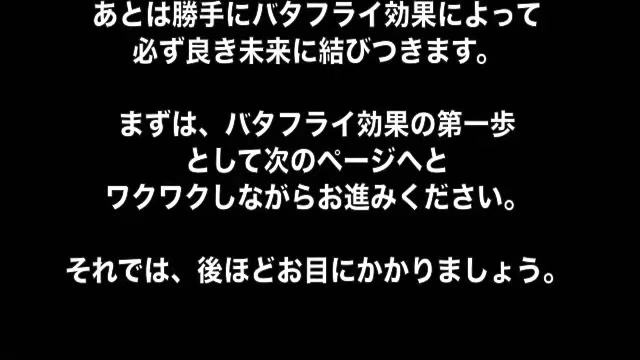 あとは勝手にバタフライ効果によって
必ず良き未来に結びつきます。
まずは、バタフライ効果の第一歩
として次のページへと
ワクワクしながらお進みください。
それでは、後ほどお目にかかりましょう。